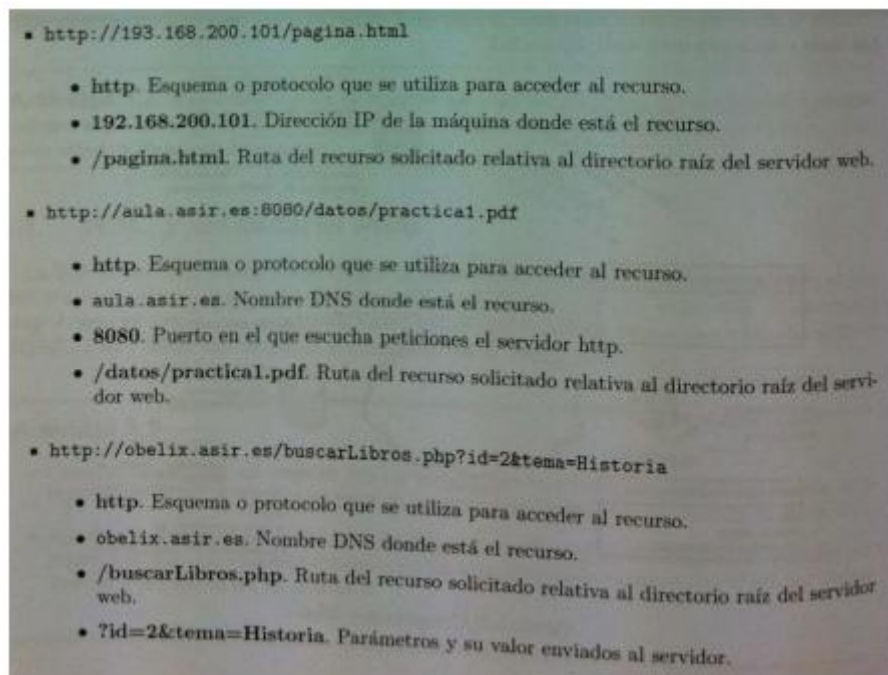 ▪ http://193.168.200.101/pagina.html
• http. Esquema o protocolo que se utiliza para acceder al recurso.
• 192.168.200.101. Dirección IP de la máquina donde está el recurso.
• /pagina.html. Ruta del recurso solicitado relativa al directorio raíz del servidor web.
▪ http://aula.asir.es:8080/datos/practica1.pdf
• http. Esquema o protocolo que se utiliza para acceder al recurso.
• aula.asir.es. Nombre DNS donde está el recurso.
• 8080. Puerto en el que escucha peticiones el servidor http.
• /datos/practica1.pdf. Ruta del recurso solicitado relativa al directorio raíz del servi-
dor web.
▪ http://obelix.asir.es/buscarLibros.php?id=2&tema=Historia
• http. Esquema o protocolo que se utiliza para acceder al recurso.
• obelix.asir.es. Nombre DNS donde está el recurso.
• /buscarLibros.php. Ruta del recurso solicitado relativa al directorio raíz del servidor
web.
• ?id=2&tema=Historia. Parámetros y su valor enviados al servidor.